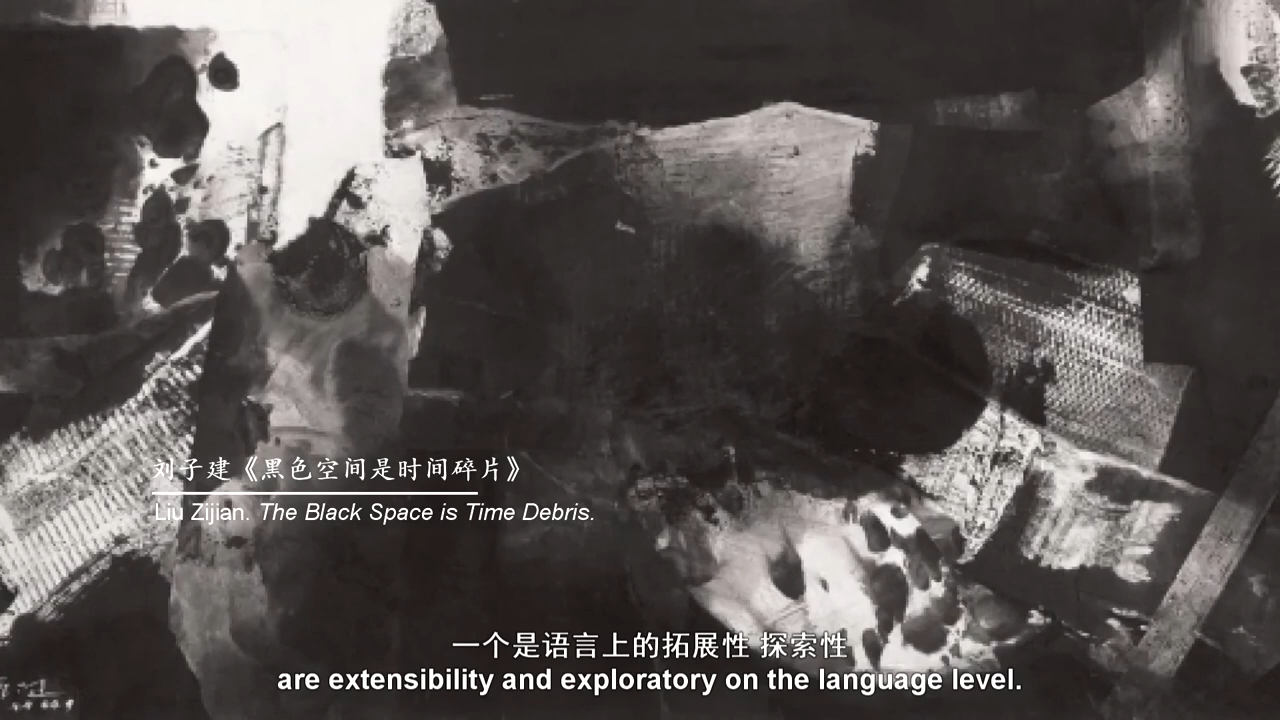 刘子建《黑色空间是时间碎片》
Liu Zijian. The Black Space is Time Debris.
一个是语言上的拓展性 探索性
are extensibility and exploratory on the language level.